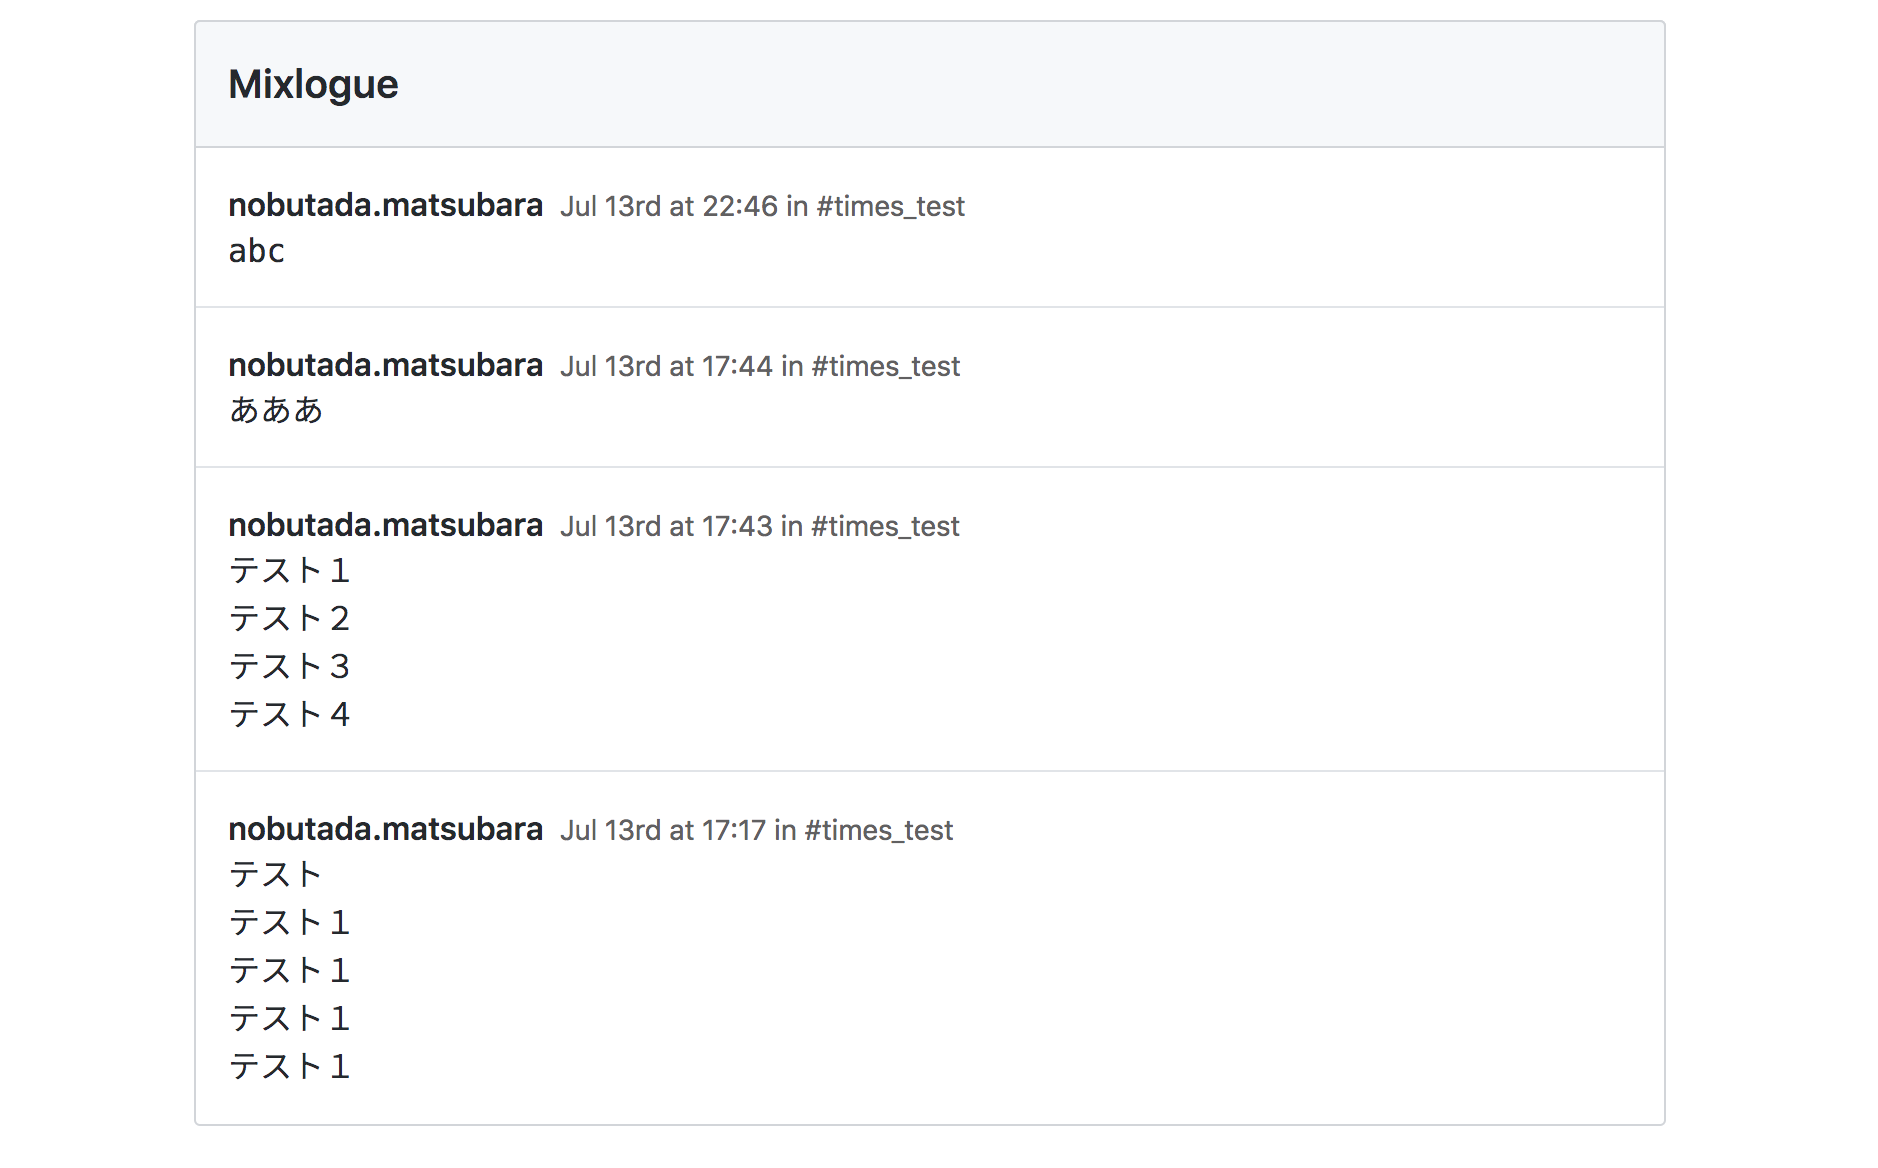 Mixlogue
nobutada.matsubara Jul 13rd at 22:46 in #times_test
abc
nobutada.matsubara Jul 13rd at 17:44 in #times_test
あああ
nobutada.matsubara Jul 13rd at 17:43 in #times_test
テスト１
テスト２
テスト３
テスト４
nobutada.matsubara Jul 13rd at 17:17 in #times_test
テスト
テスト１
テスト１
テスト１
テスト１